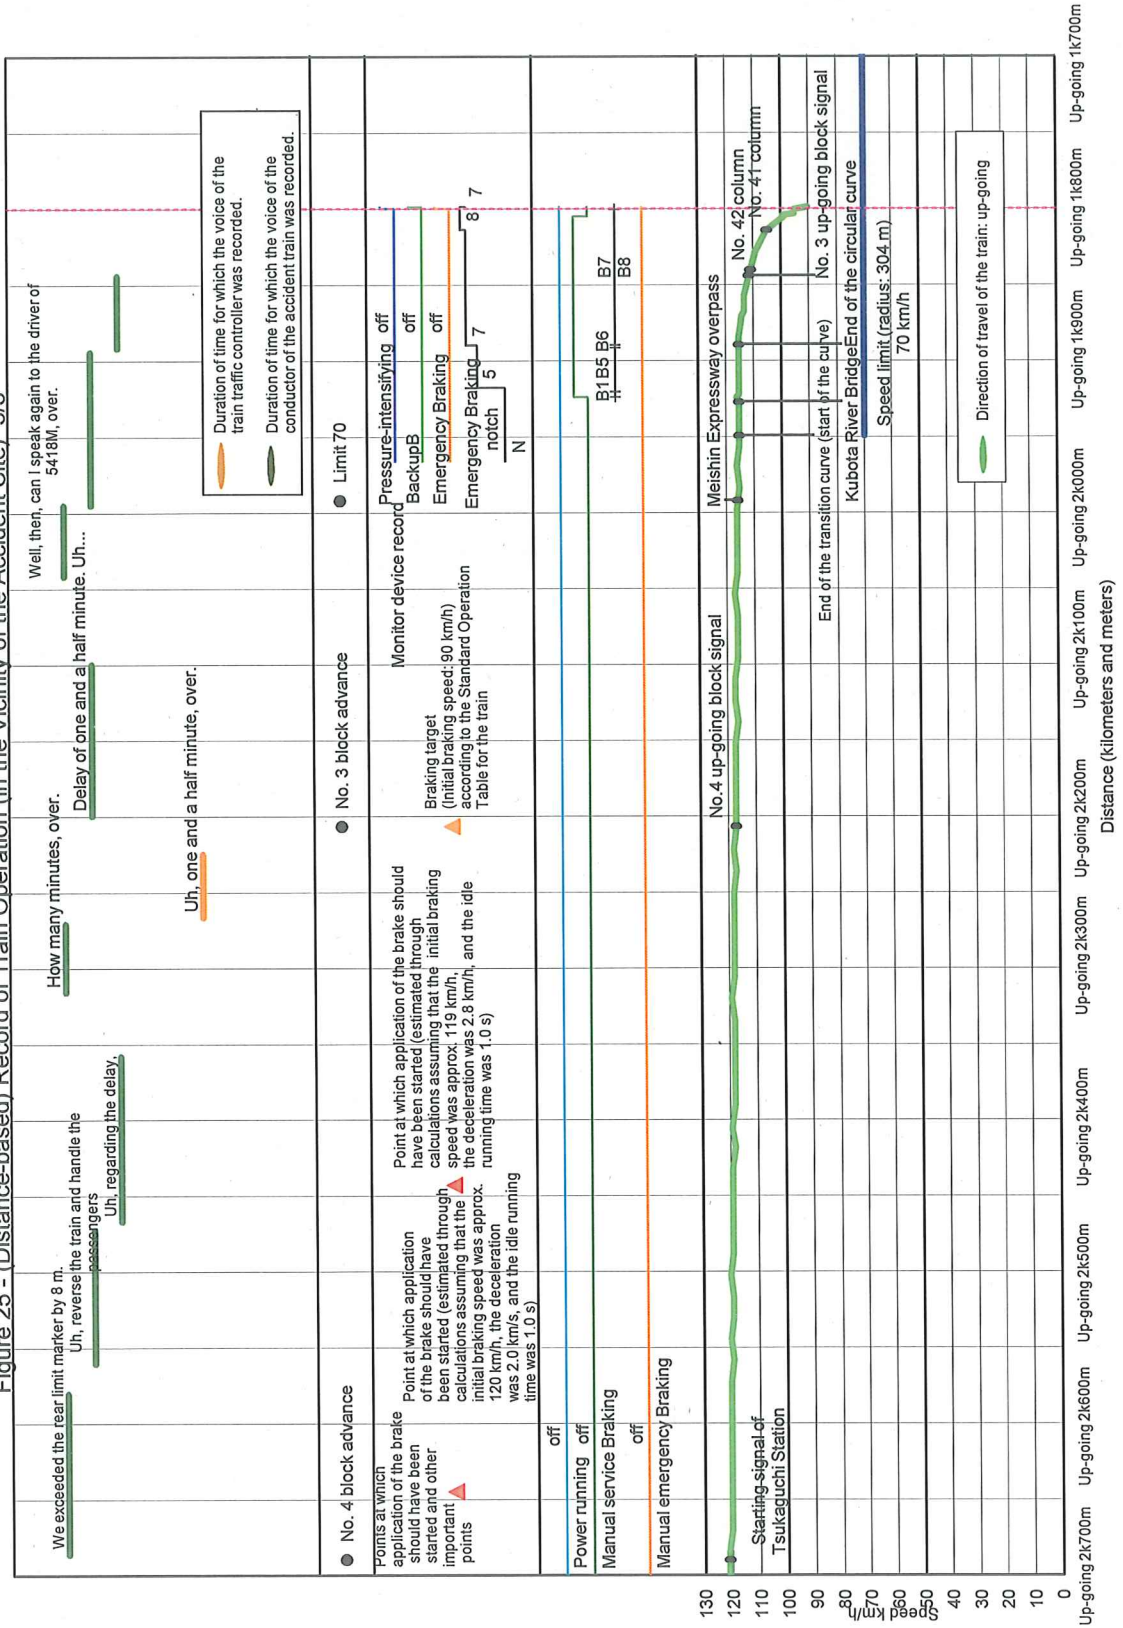 Figure 25 - (Distance-based) Record of Train Operation (in the Vicinity of the Accident Site)
We exceeded the rear limit marker by 8 m.
Uh, reverse the train and handle the
passengers
Uh, regarding the delay,
How many minutes, over.
Uh, one and a half minute, over.
Delay of one and a half minute. Uh...
Well, then, can I speak again to the driver of
5418M, over.
Duration of time for which the voice of the
train traffic controller was recorded.
Duration of time for which the voice of the
conductor of the accident train was recorded.
No. 4 block advance
No. 3 block advance
Limit 70
Points at which
application of the brake
should have been
started and other
important
points
Point at which application
of the brake should have
been started (estimated through
calculations assuming that the
initial braking speed was approx.
120 km/h, the deceleration
was 2.0 km/s, and the idle running
time was 1.0 s)
Point at which application of the brake should
have been started (estimated through
calculations assuming that the initial braking
speed was approx. 119 km/h,
the deceleration was 2.8 km/h, and the idle
running time was 1.0 s)
Braking target
(Initial braking speed: 90 km/h)
according to the Standard Operation
Table for the train
Monitor device record
Pressure-intensifying off
BackupB off
Emergency Braking off
Emergency Braking
notch
N
5
7
8
7
off
Power running off
Manual service Braking
off
Manual emergency Braking
B1 B5 B6 B7
B8
130
120
110
100
90
80
70
60
50
40
30
20
10
0
Speed km/h
Starting signal of
Tsukaguchi Station
No.4 up-going block signal
Meishin Expressway overpass
No. 42 column
No. 41 column
End of the transition curve (start of the curve)
No. 3 up-going block signal
Kubota River Bridge
End of the circular curve
Speed limit (radius: 304 m)
70 km/h
Direction of travel of the train: up-going
Up-going 2k700m
Up-going 2k600m
Up-going 2k500m
Up-going 2k400m
Up-going 2k300m
Up-going 2k200m
Up-going 2k100m
Up-going 2k000m
Up-going 1k900m
Up-going 1k800m
Up-going 1k700m
Distance (kilometers and meters)